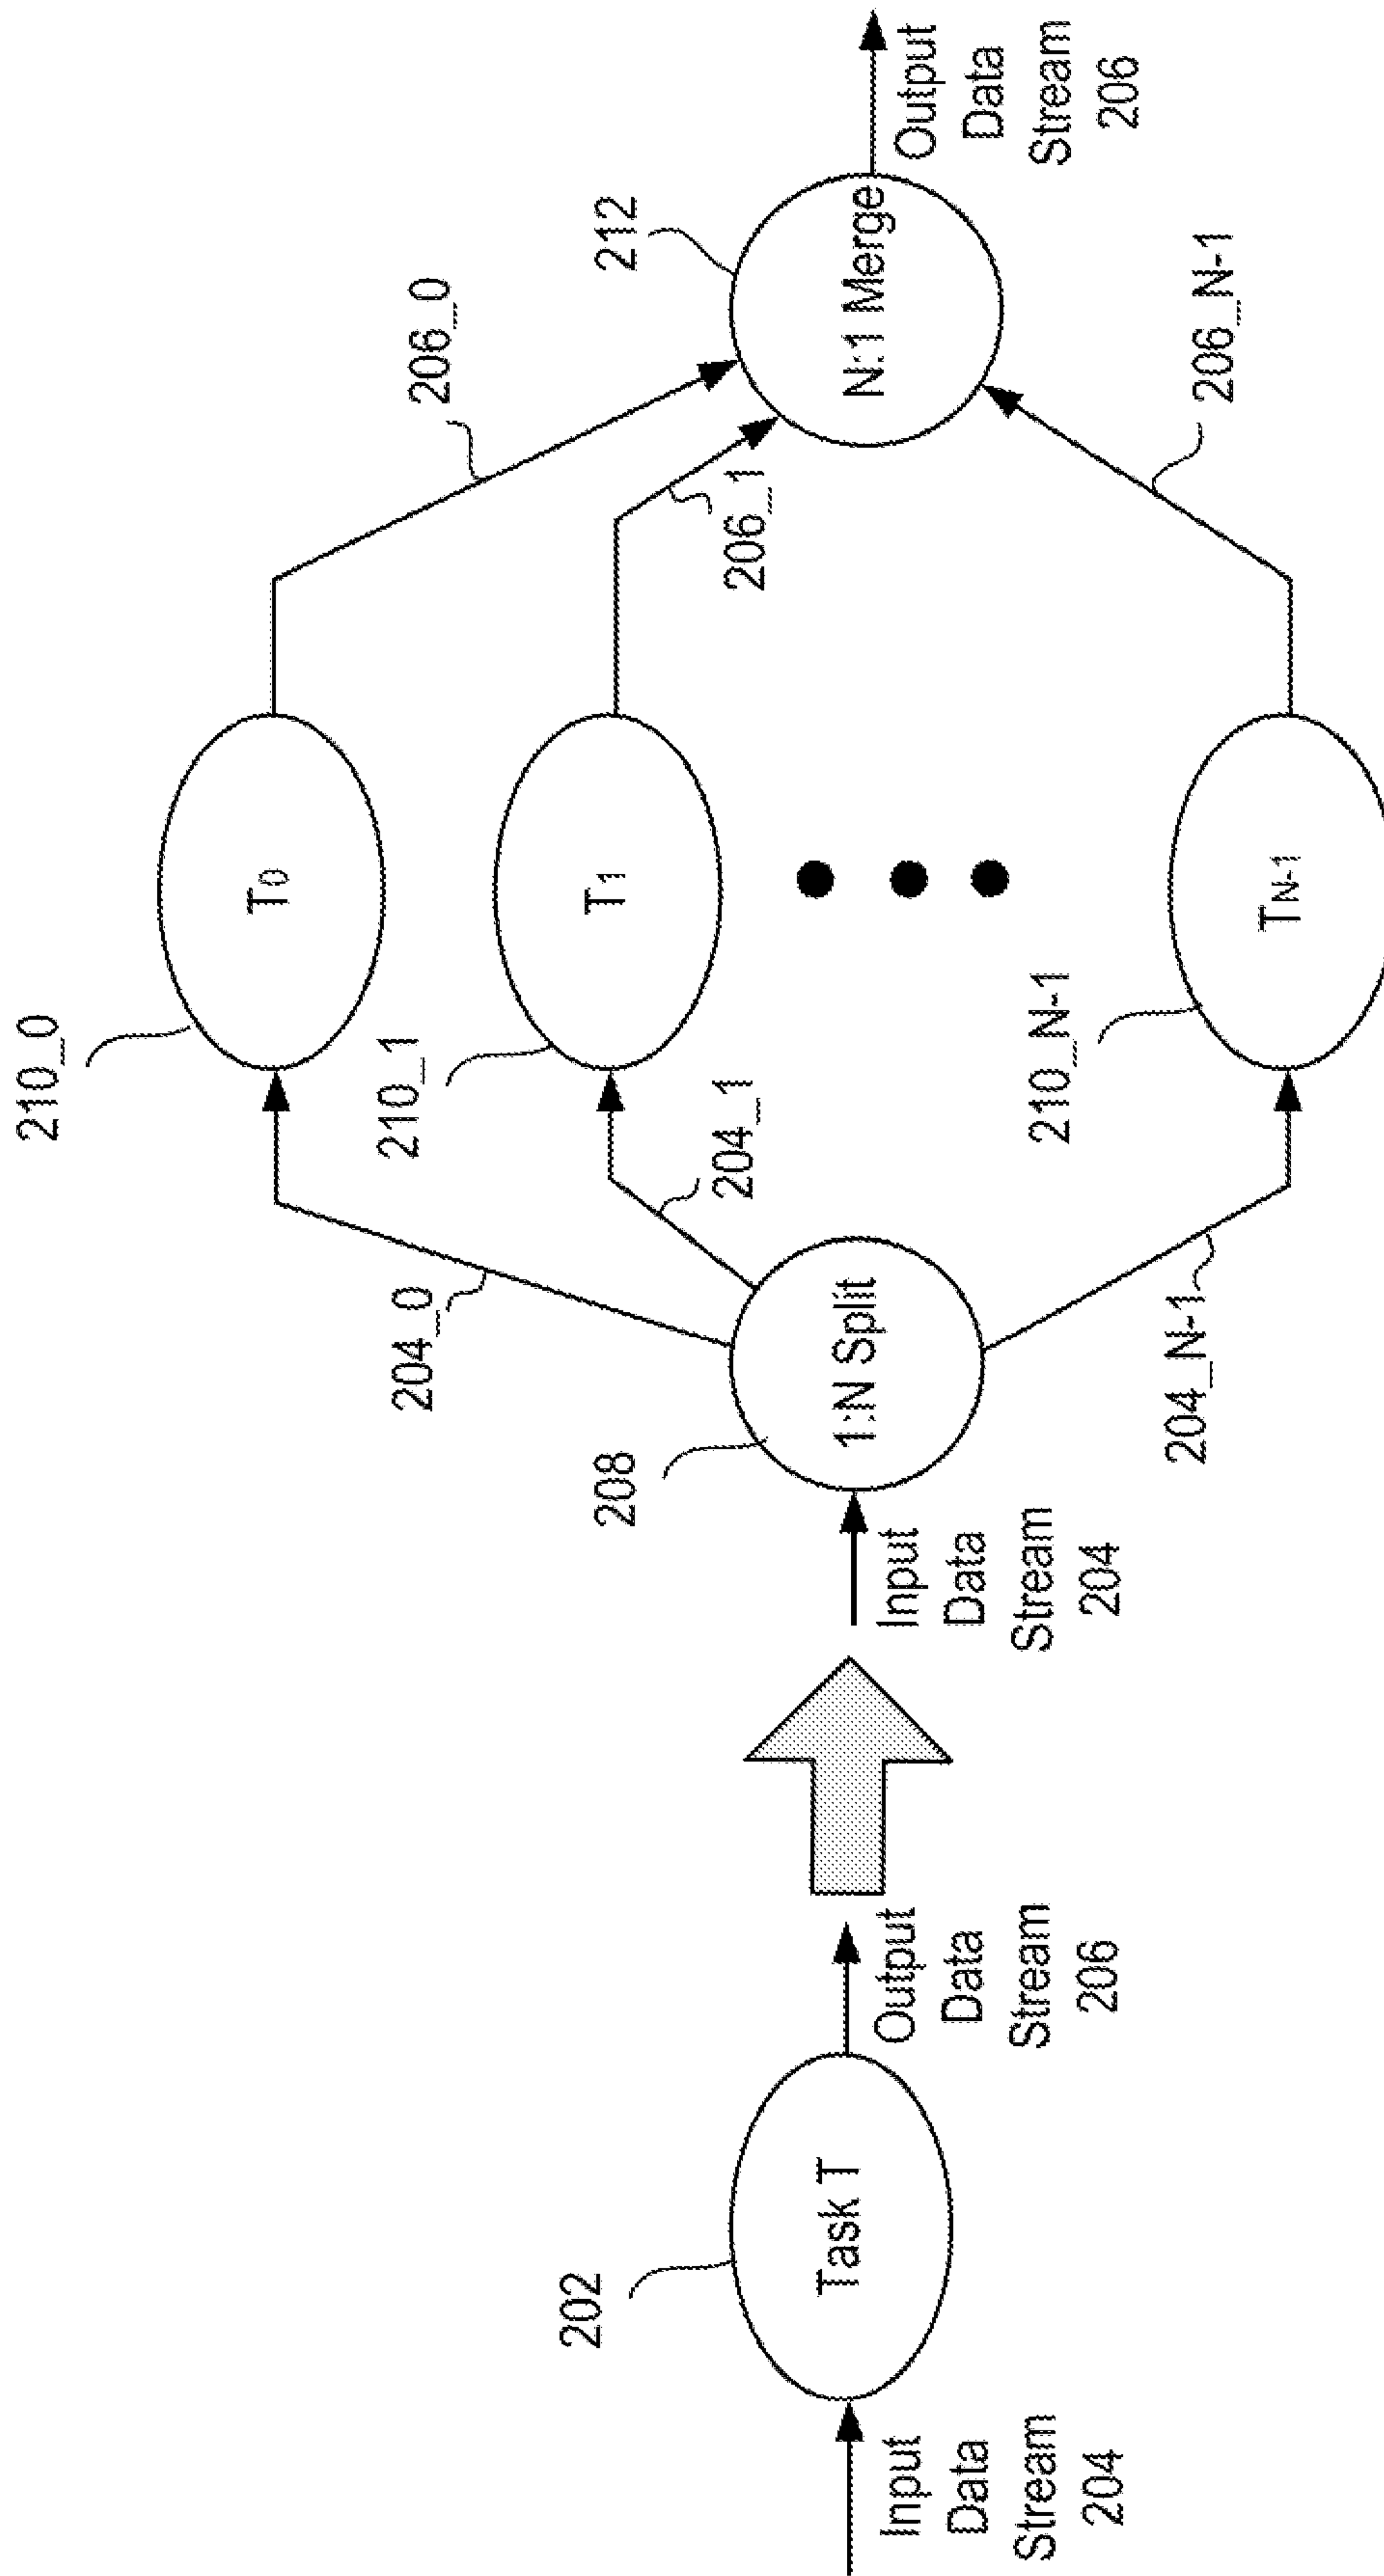 Input
Data
Stream
204
202
Task T
Output
Data
Stream
206
Input
Data
Stream
204
208
1:N Split
204_0
204_1
204_N-1
210_0
T0
210_1
T1
210_N-1
TN-1
206_0
206_1
206_N-1
212
N:1 Merge
Output
Data
Stream
206